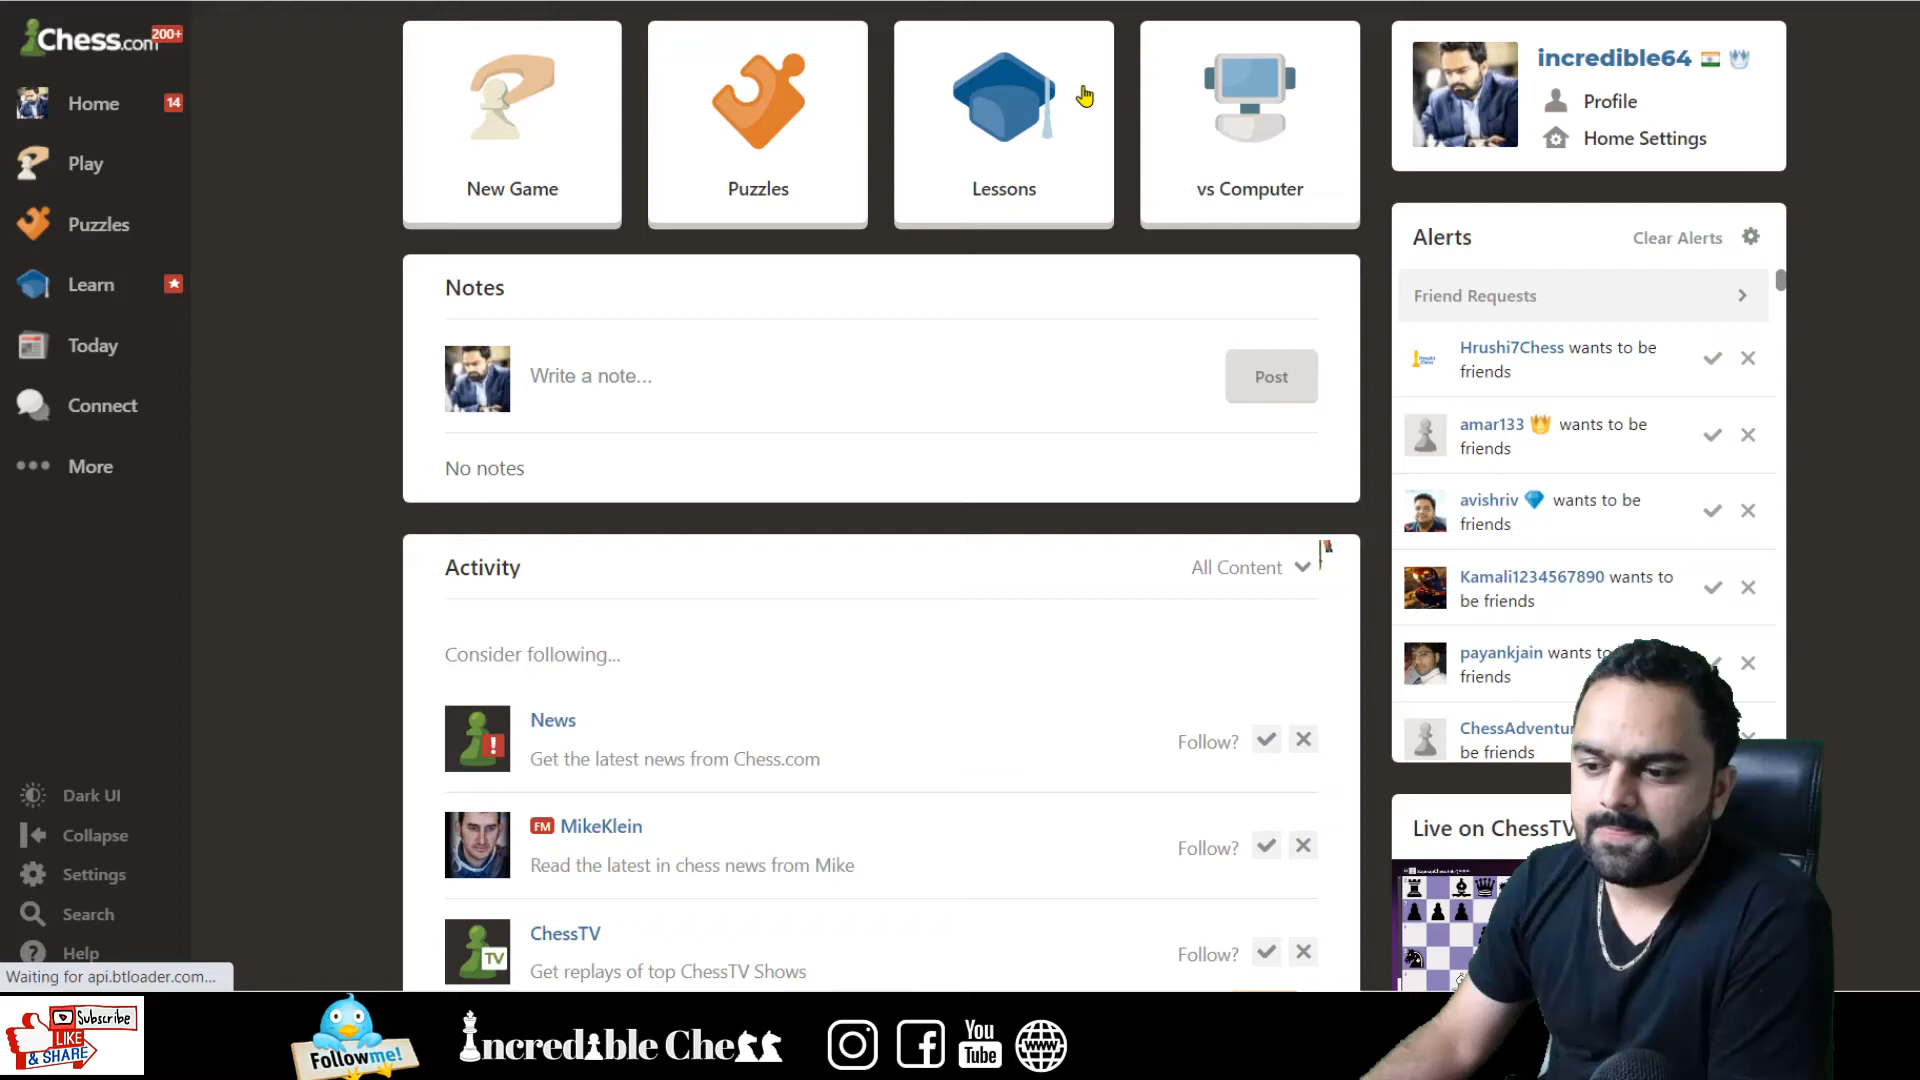 Chess.com
200+
Home
14
Play
Puzzles
Learn
Today
Connect
More
Dark UI
Collapse
Settings
Search
Help
Waiting for api.btloader.com...
New Game
Puzzles
Lessons
vs Computer
Notes
Write a note...
Post
No notes
Activity
All Content
Consider following...
News
Get the latest news from Chess.com
Follow?
FM MikeKlein
Read the latest in chess news from Mike
Follow?
TV
ChessTV
Get replays of top ChessTV Shows
Follow?
incredible64
Profile
Home Settings
Alerts
Clear Alerts
Friend Requests
Hrushi7Chess wants to be
friends
amar133 wants to be
friends
avishriv wants to be
friends
Kamali1234567890 wants to
be friends
payankjain wants to
friends
be friends
Live on ChessTV
Subscribe
LIKE
& SHARE
Follow me!
Incredible Chess
You
Tube
WWW